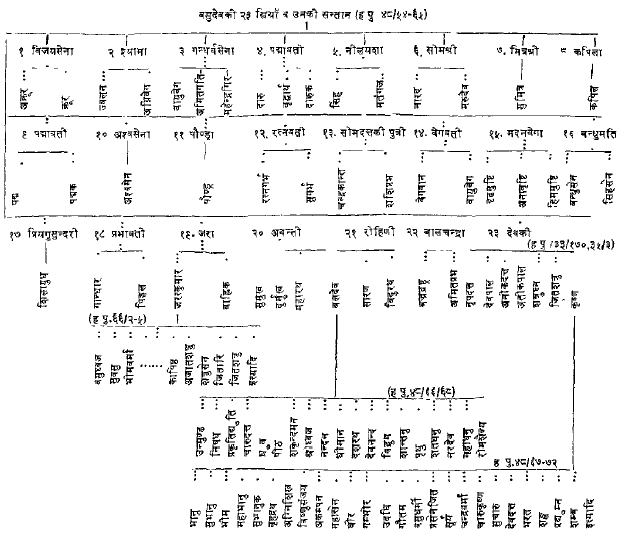 वसुदेवकी २३ स्त्रियाँ व उनकी सन्तान (ह पु ४८/५४-६५)
१ विजयसेना २ श्यामा ३ गन्धर्वसेना ४. पद्मावती ५. नीलयशा ६. सोमश्री ७. मित्रश्री ८ कपिला
अक्रूर क्रूर ज्वलन अग्निवेग वायुवेग अमितगति महेन्द्रगिरि दारु वृद्धार्थ दारुक सिंह मतंगज नारद मरुदेव सुमित्र कपिल
९ पद्मावती १० अश्वसेना ११ पौण्ड्रा १२. रत्नवती १३. सोमदत्तकी पुत्री १४. वेगवती १५. मदनवेगा १६ बन्धुमति
पद्म पद्मक अश्वसेन पौण्ड्र रत्नगर्भ सुगर्भ चन्द्रकान्त शशिप्रभ वेगवान वायुवेग दृढमुष्टि अनावृष्टि हिममुष्टि बन्धुसेन सिंहसेन
१७ प्रियंगुसुन्दरी १८ प्रभावती १९. जरा २० अवन्ती २१ रोहिणी २२ बालचन्द्रा २३ देवकी
(ह पु /३३/१७०,३५/३)
शिलायुध गान्धार पिङ्गल जरत्कुमार वाह्लिक सुमुख दुर्मुख महारथ बलदेव सारण विदूरथ वज्रदंष्ट्र अमितप्रभ नृपदत्त देवपाल अनीकदत्त अनीकपाल शत्रुघ्न जितशत्रु कृष्ण
(ह पु.६६/२-५)
वसुध्वज सुवसु भीमवर्मा कापिष्ठ अजातशत्रु शत्रुसेन जितारि जितशत्रु इत्यादि
(ह पु.४८/६६/६८)
उन्मुण्ड निषध प्रकृतिद्युति चारुदत्त ध्रुव पीठ शक्रन्दमन श्रीध्वज नन्दन धीमान दशरथ देवनन्द विद्रुम शान्तनु पृथु शतधनु नरदेव महाधनु रोमशैत्य
ह पु.४८/६९-७२
भानु सुभानु भीम महाभानु सुभानुक बृहद्रथ अग्निशिख विष्णुसंजय अकम्पन महासेन धीर गम्भीर उदधि गौतम वसुधर्मा प्रसेनजित सूर्य चन्द्रवर्मा चारुकृष्ण सुचारु देवदत्त भरत शङ्ख प्रद्युम्न शम्ब इत्यादि